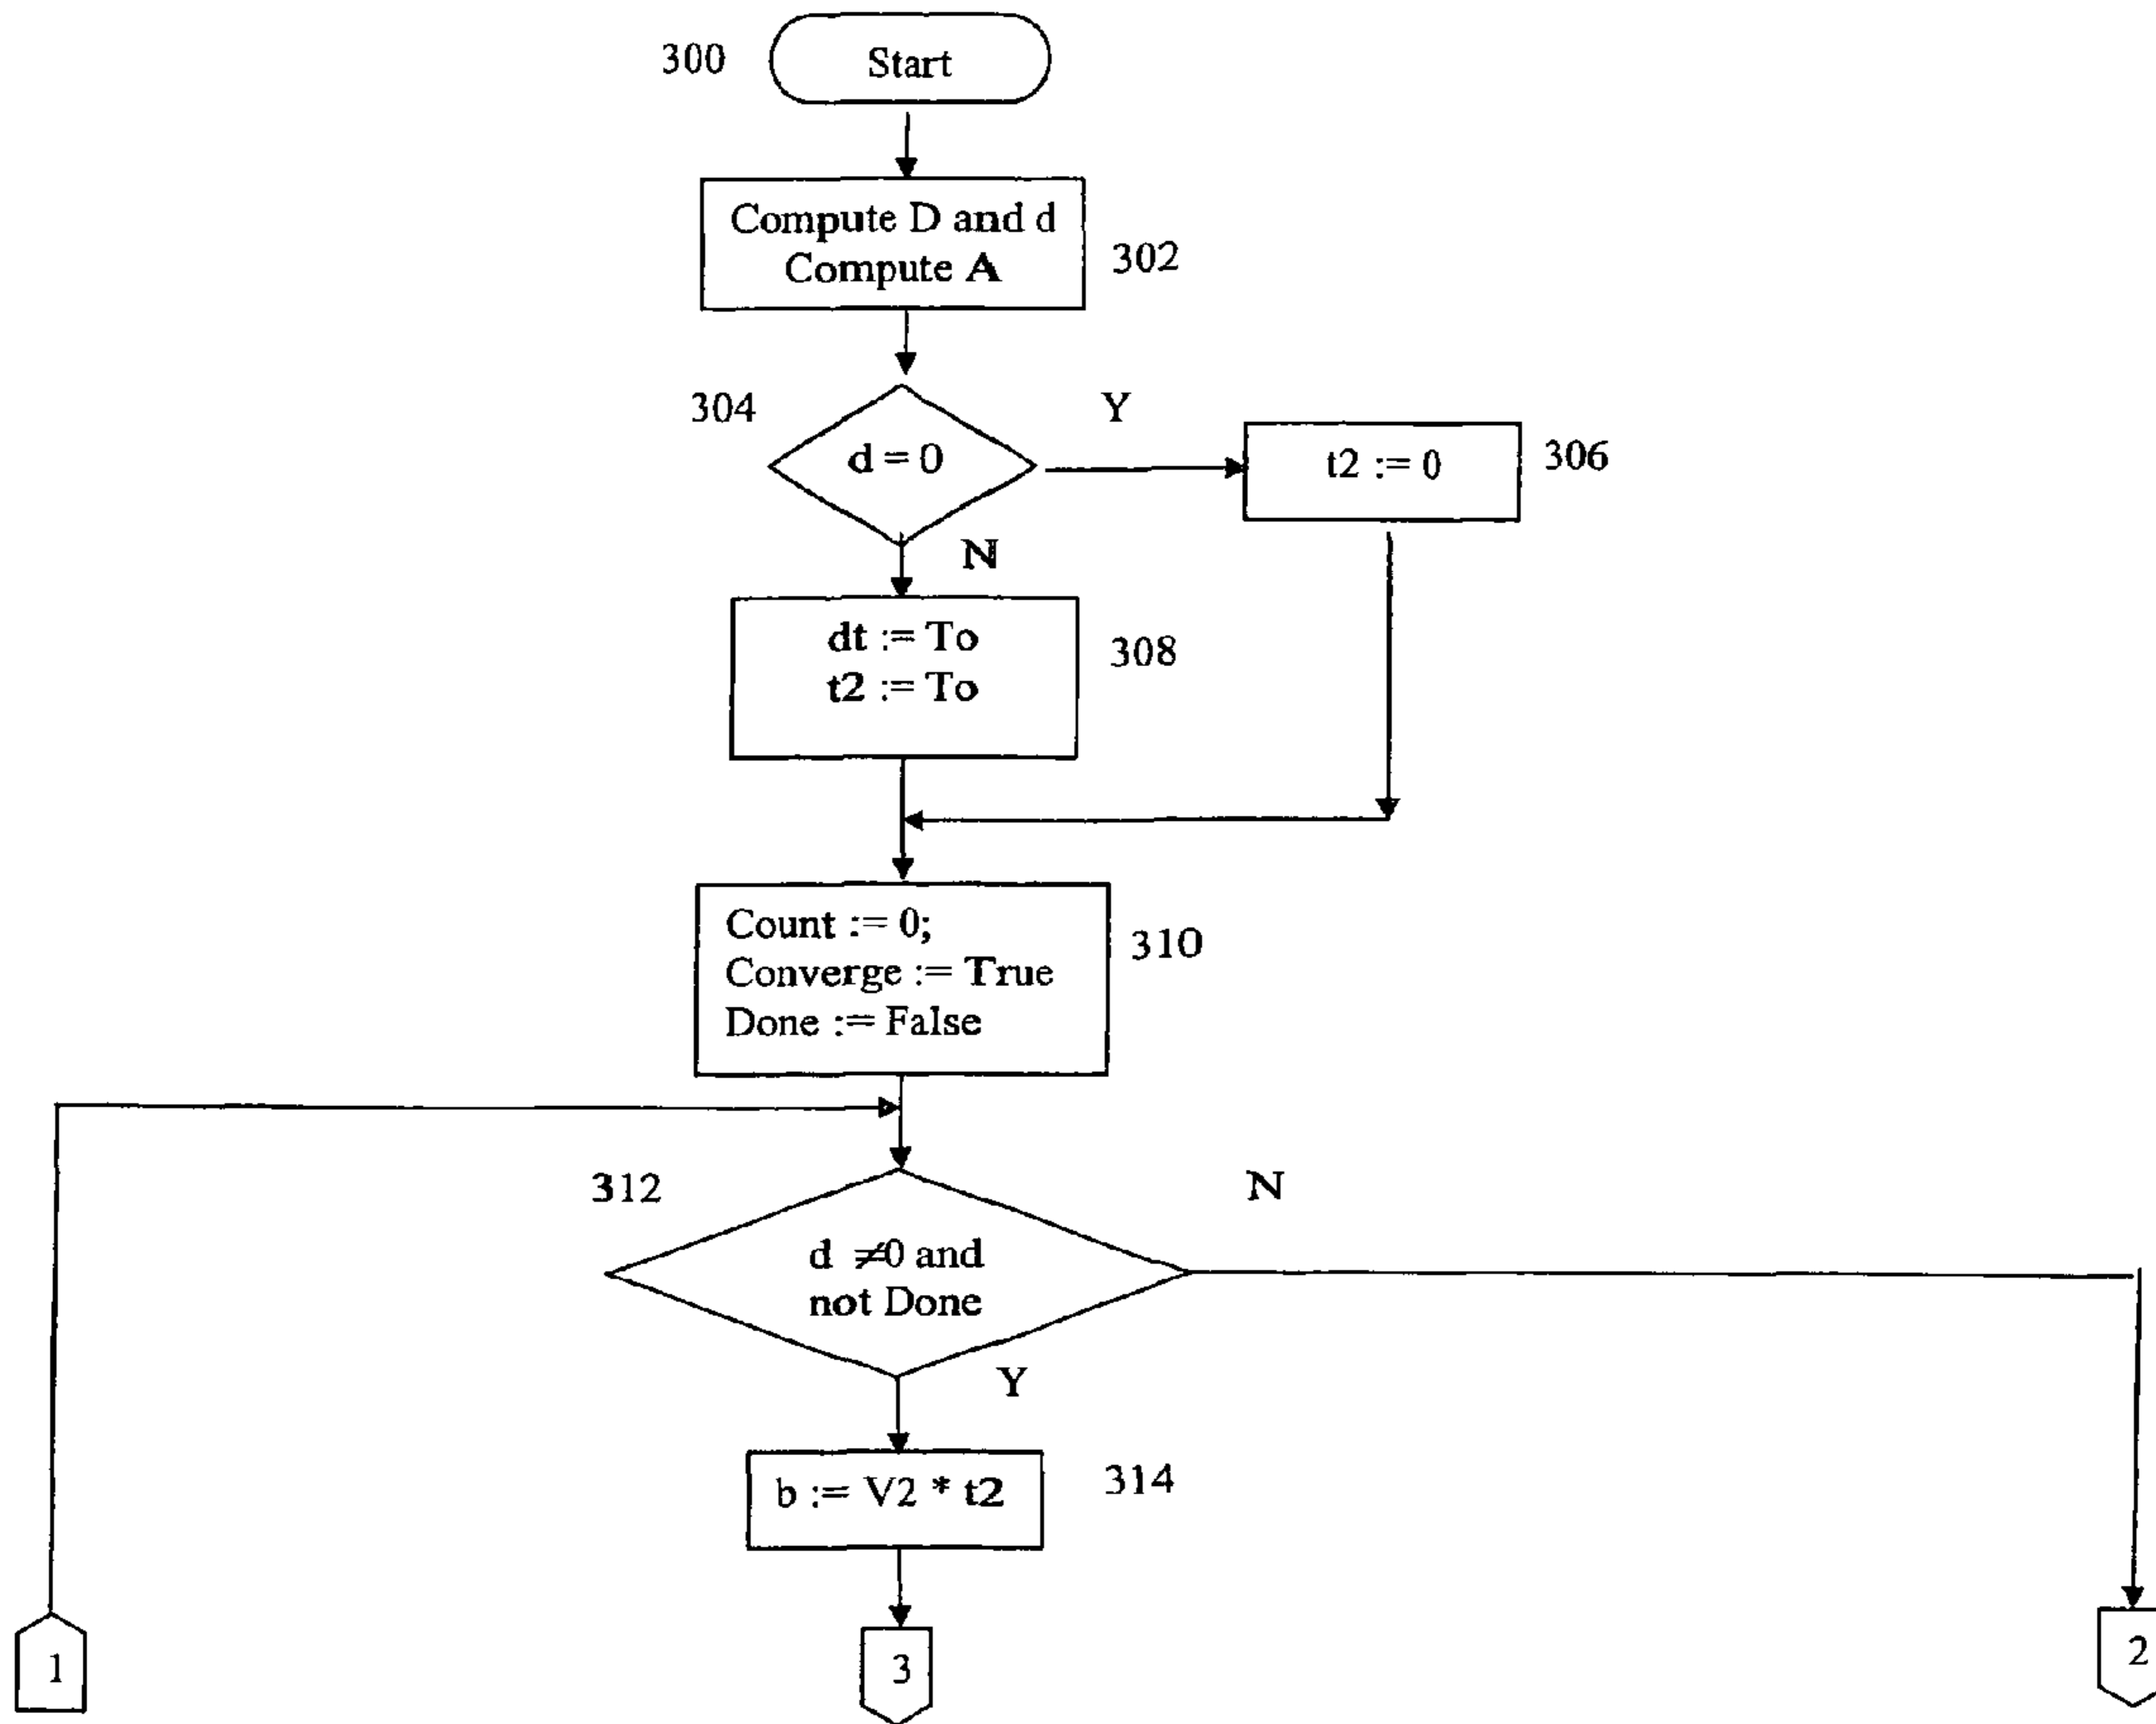 300
Start
Compute D and d
Compute A
302
304
Y
d = 0
t2 := 0
306
N
dt := To
t2 := To
308
Count := 0;
Converge := True
Done := False
310
312
N
d ≠0 and
not Done
Y
b := V2 * t2
314
1
3
2